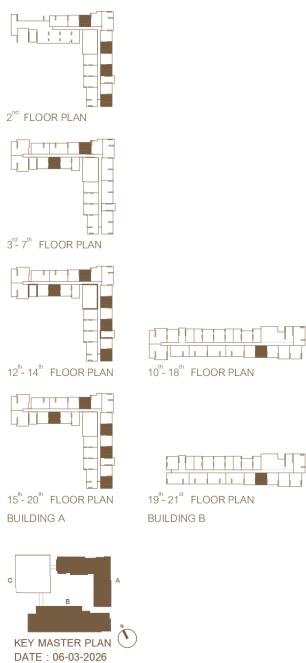 2nd FLOOR PLAN
3rd- 7th FLOOR PLAN
12th- 14th FLOOR PLAN
10th- 18th FLOOR PLAN
15th- 20th FLOOR PLAN
19th- 21st FLOOR PLAN
BUILDING A
BUILDING B
C
A
B
N
KEY MASTER PLAN
DATE : 06-03-2026